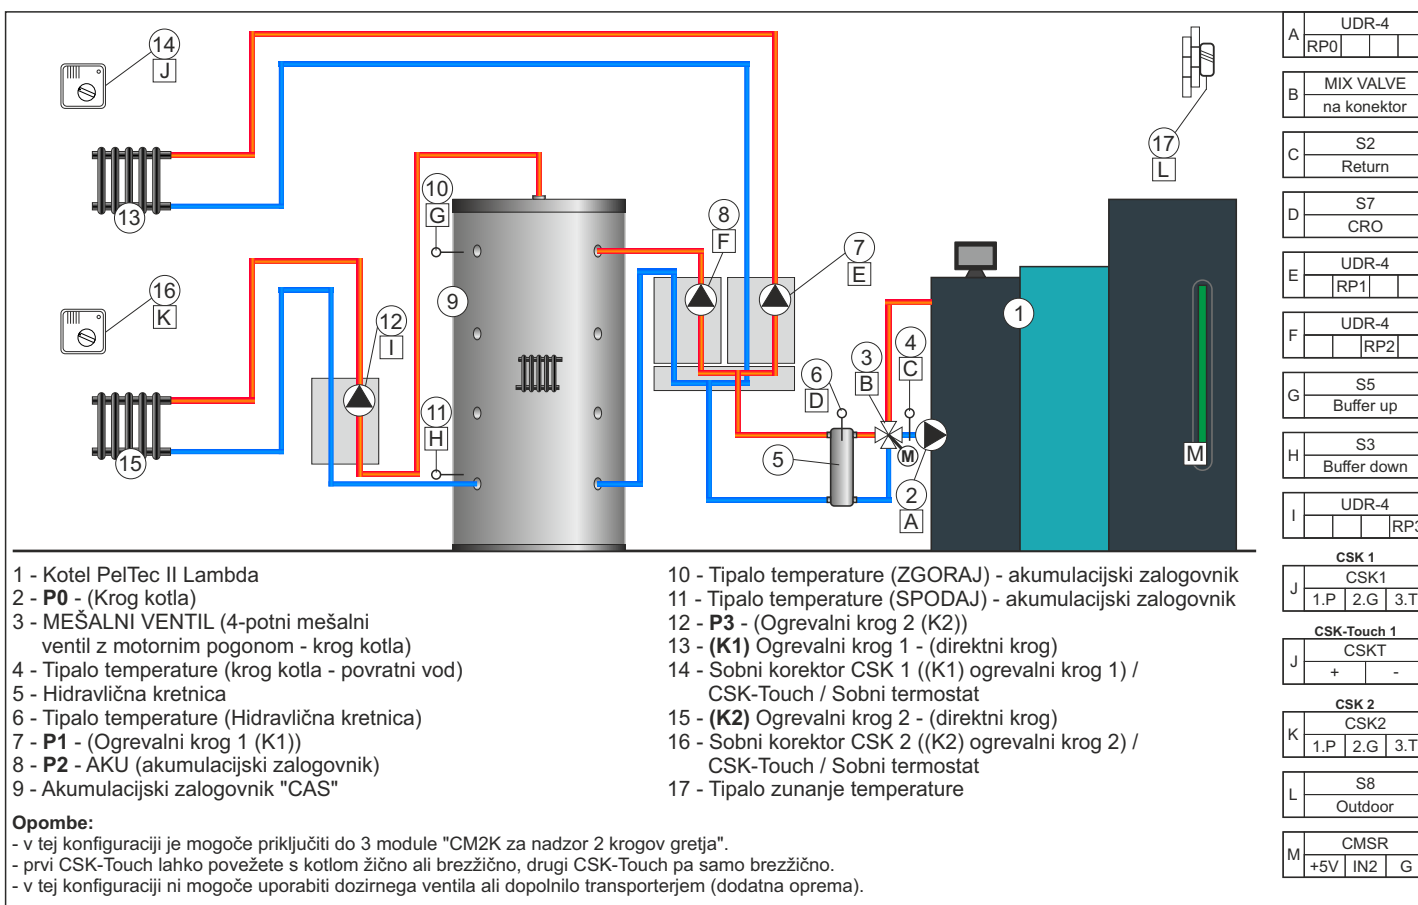 14
J
13
16
K
15
12
I
10
G
9
11
H
8
F
7
E
6
D
5
3
B
4
C
M
2
A
1
17
L
M
1 - Kotel PelTec II Lambda
2 - P0 - (Krog kotla)
3 - MEŠALNI VENTIL (4-potni mešalni
ventil z motornim pogonom - krog kotla)
4 - Tipalo temperature (krog kotla - povratni vod)
5 - Hidravlična kretnica
6 - Tipalo temperature (Hidravlična kretnica)
7 - P1 - (Ogrevalni krog 1 (K1))
8 - P2 - AKU (akumulacijski zalogovnik)
9 - Akumulacijski zalogovnik "CAS"
10 - Tipalo temperature (ZGORAJ) - akumulacijski zalogovnik
11 - Tipalo temperature (SPODAJ) - akumulacijski zalogovnik
12 - P3 - (Ogrevalni krog 2 (K2))
13 - (K1) Ogrevalni krog 1 - (direktni krog)
14 - Sobni korektor CSK 1 ((K1) ogrevalni krog 1) /
CSK-Touch / Sobni termostat
15 - (K2) Ogrevalni krog 2 - (direktni krog)
16 - Sobni korektor CSK 2 ((K2) ogrevalni krog 2) /
CSK-Touch / Sobni termostat
17 - Tipalo zunanje temperature
Opombe:
- v tej konfiguraciji je mogoče priključiti do 3 module "CM2K za nadzor 2 krogov gretja".
- prvi CSK-Touch lahko povežete s kotlom žično ali brezžično, drugi CSK-Touch pa samo brezžično.
- v tej konfiguraciji ni mogoče uporabiti dozirnega ventila ali dopolnilo transporterjem (dodatna oprema).
A UDR-4
RP0
B MIX VALVE
na konektor
C S2
Return
D S7
CRO
E UDR-4
RP1
F UDR-4
RP2
G S5
Buffer up
H S3
Buffer down
I UDR-4
RP3
CSK 1
J CSK1
1.P 2.G 3.T
CSK-Touch 1
J CSKT
+ -
CSK 2
K CSK2
1.P 2.G 3.T
L S8
Outdoor
M CMSR
+5V IN2 G